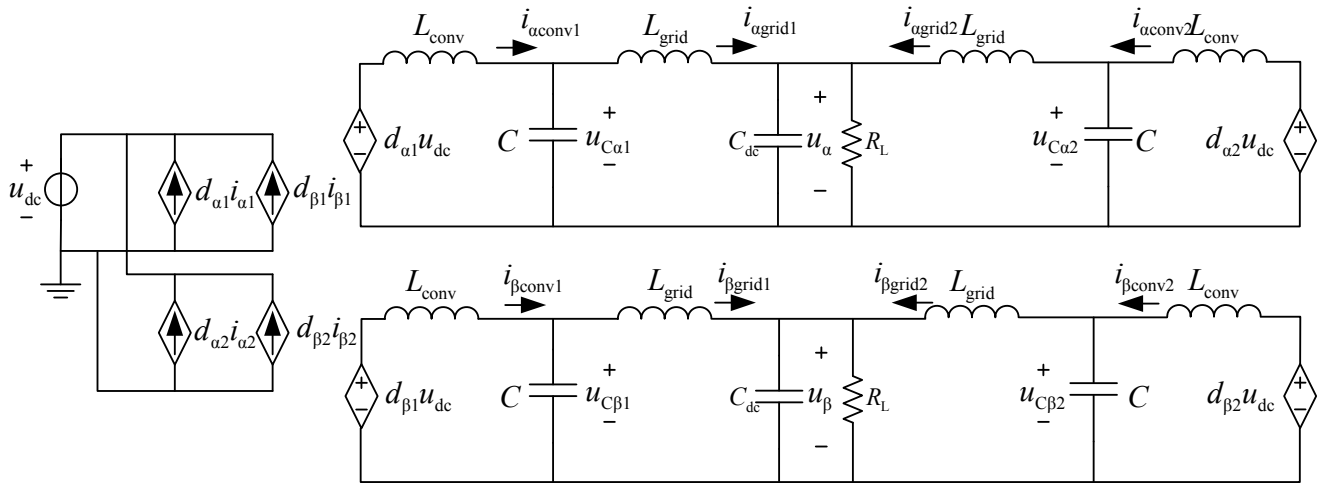 L_conv i_αconv1 L_grid i_αgrid1 i_αgrid2 L_grid i_αconv2 L_conv
+ − d_α1 u_dc C + u_Cα1 − C_dc + u_α − R_L + u_Cα2 − C d_α2 u_dc + −
+ u_dc − d_α1 i_α1 d_β1 i_β1
d_α2 i_α2 d_β2 i_β2
L_conv i_βconv1 L_grid i_βgrid1 i_βgrid2 L_grid i_βconv2 L_conv
+ − d_β1 u_dc C + u_Cβ1 − C_dc + u_β − R_L + u_Cβ2 − C d_β2 u_dc + −